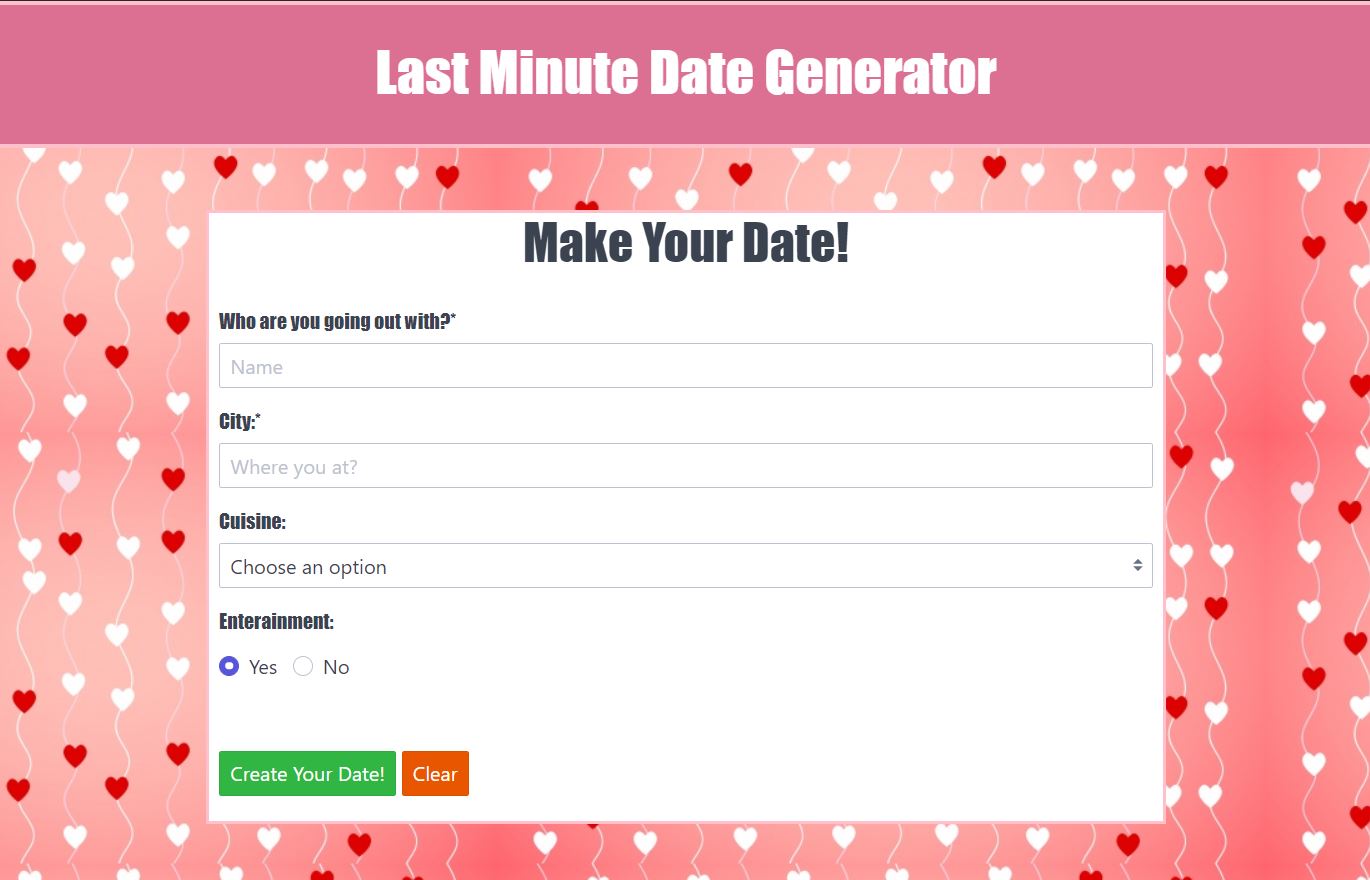 Last Minute Date Generator
Make Your Date!
Who are you going out with?*
Name
City:*
Where you at?
Cuisine:
Choose an option
Enterainment:
Yes No
Create Your Date! Clear